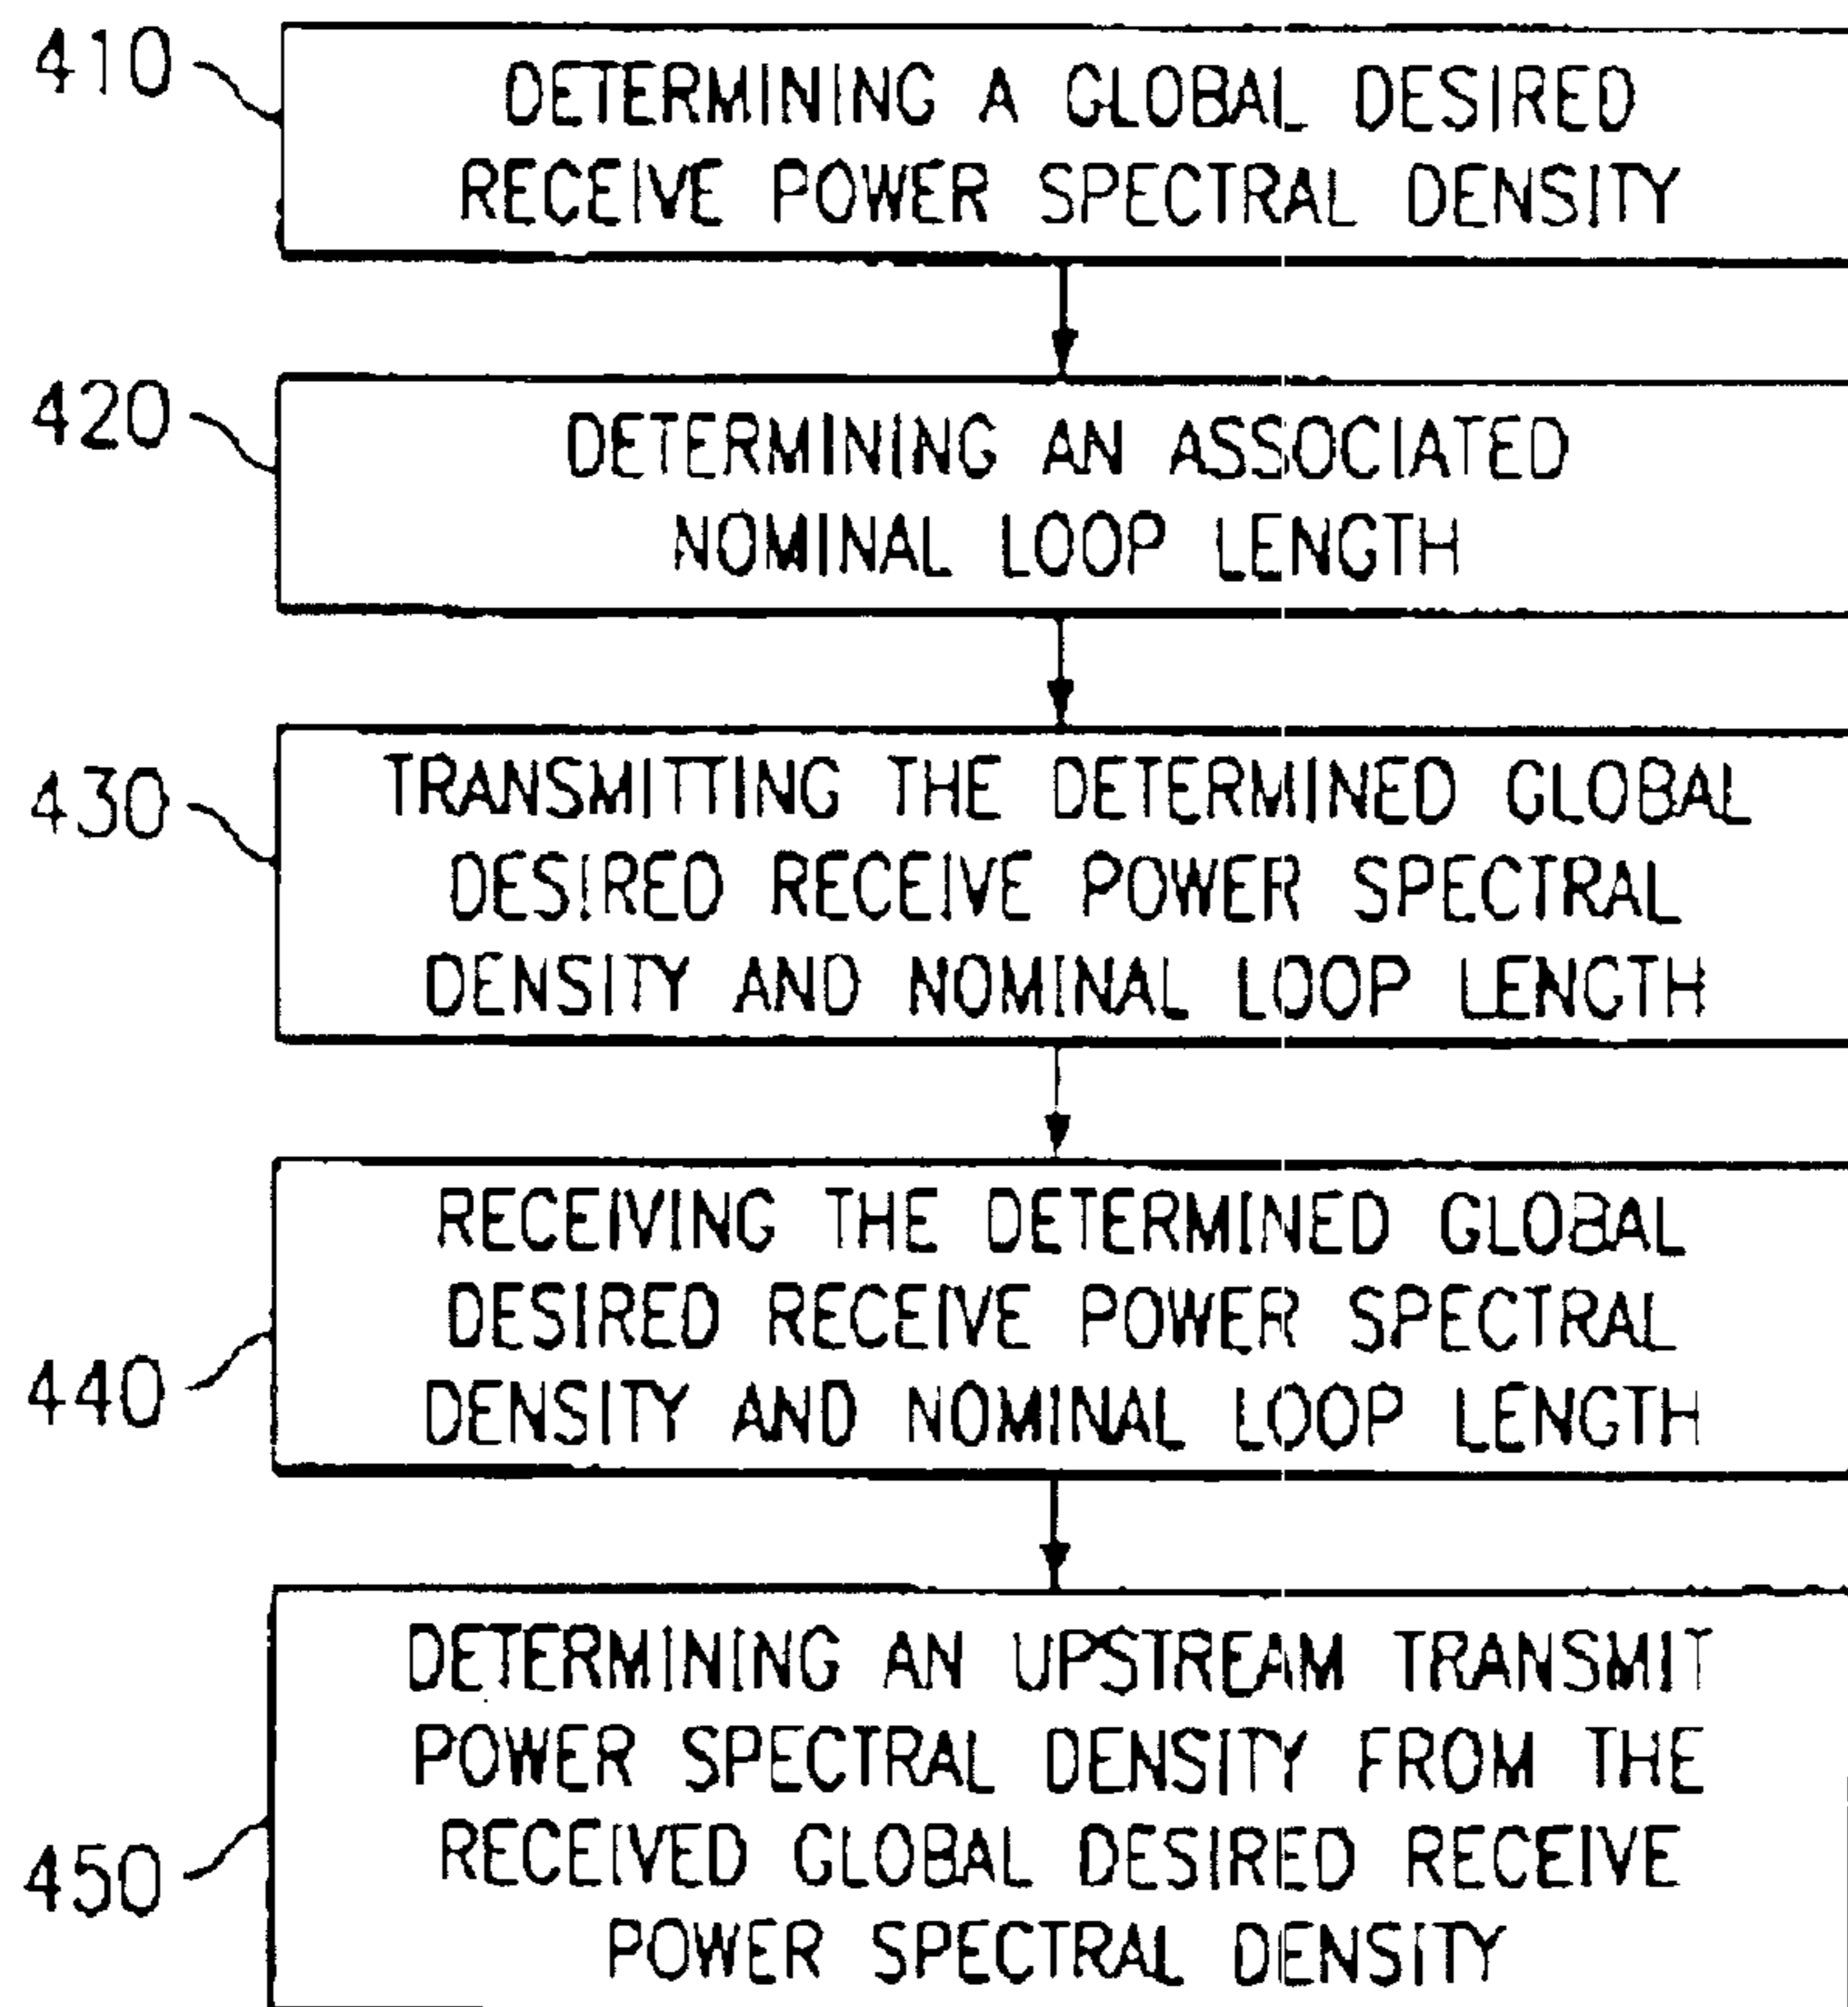 410
DETERMINING A GLOBAL DESIRED
RECEIVE POWER SPECTRAL DENSITY
420
DETERMINING AN ASSOCIATED
NOMINAL LOOP LENGTH
430
TRANSMITTING THE DETERMINED GLOBAL
DESIRED RECEIVE POWER SPECTRAL
DENSITY AND NOMINAL LOOP LENGTH
RECEIVING THE DETERMINED GLOBAL
DESIRED RECEIVE POWER SPECTRAL
440
DENSITY AND NOMINAL LOOP LENGTH
DETERMINING AN UPSTREAM TRANSMIT
POWER SPECTRAL DENSITY FROM THE
450
RECEIVED GLOBAL DESIRED RECEIVE
POWER SPECTRAL DENSITY